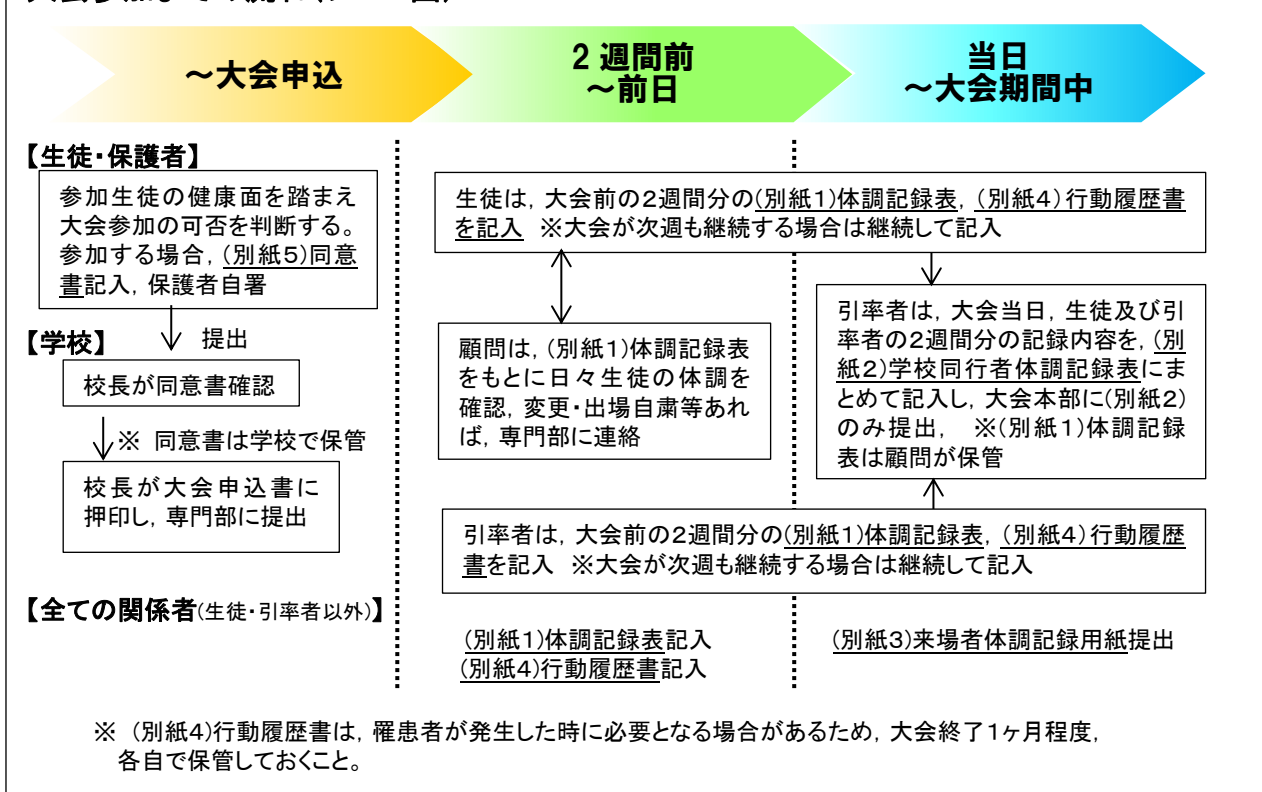 ～大会申込
2週間前
～前日
当日
～大会期間中
【生徒・保護者】
参加生徒の健康面を踏まえ
大会参加の可否を判断する。
参加する場合，(別紙5)同意
書記入，保護者自署
提出
【学校】
校長が同意書確認
※ 同意書は学校で保管
校長が大会申込書に
押印し，専門部に提出
生徒は，大会前の2週間分の(別紙1)体調記録表，(別紙4)行動履歴書
を記入 ※大会が次週も継続する場合は継続して記入
顧問は，(別紙1)体調記録表
をもとに日々生徒の体調を
確認，変更・出場自粛等あれ
ば，専門部に連絡
引率者は，大会当日，生徒及び引
率者の2週間分の記録内容を，(別
紙2)学校同行者体調記録表にま
とめて記入し，大会本部に(別紙2)
のみ提出， ※(別紙1)体調記録
表は顧問が保管
引率者は，大会前の2週間分の(別紙1)体調記録表，(別紙4)行動履歴
書を記入 ※大会が次週も継続する場合は継続して記入
【全ての関係者(生徒・引率者以外)】
(別紙1)体調記録表記入
(別紙4)行動履歴書記入
(別紙3)来場者体調記録用紙提出
※ (別紙4)行動履歴書は，罹患者が発生した時に必要となる場合があるため，大会終了1ヶ月程度，
各自で保管しておくこと。